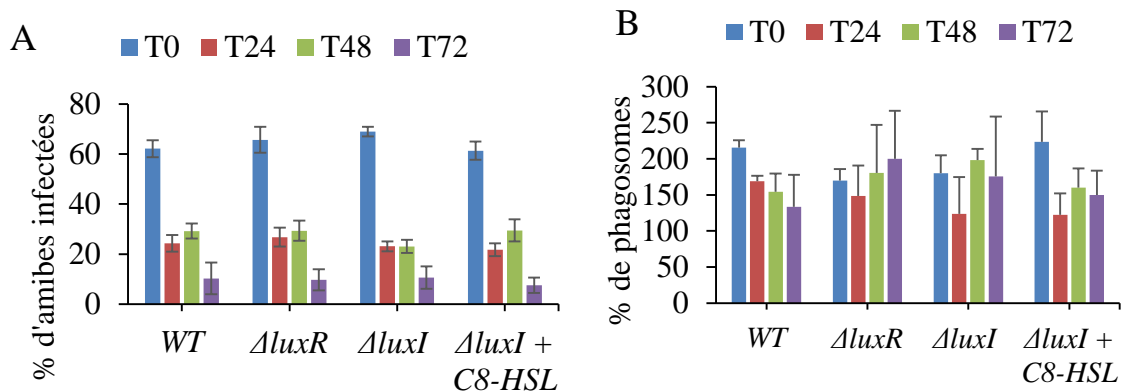 A
T0 T24 T48 T72
% d'amibes infectées
80
60
40
20
0
WT ΔluxR ΔluxI ΔluxI +
C8-HSL
B
T0 T24 T48 T72
% de phagosomes
300
250
200
150
100
50
0
WT ΔluxR ΔluxI ΔluxI +
C8-HSL